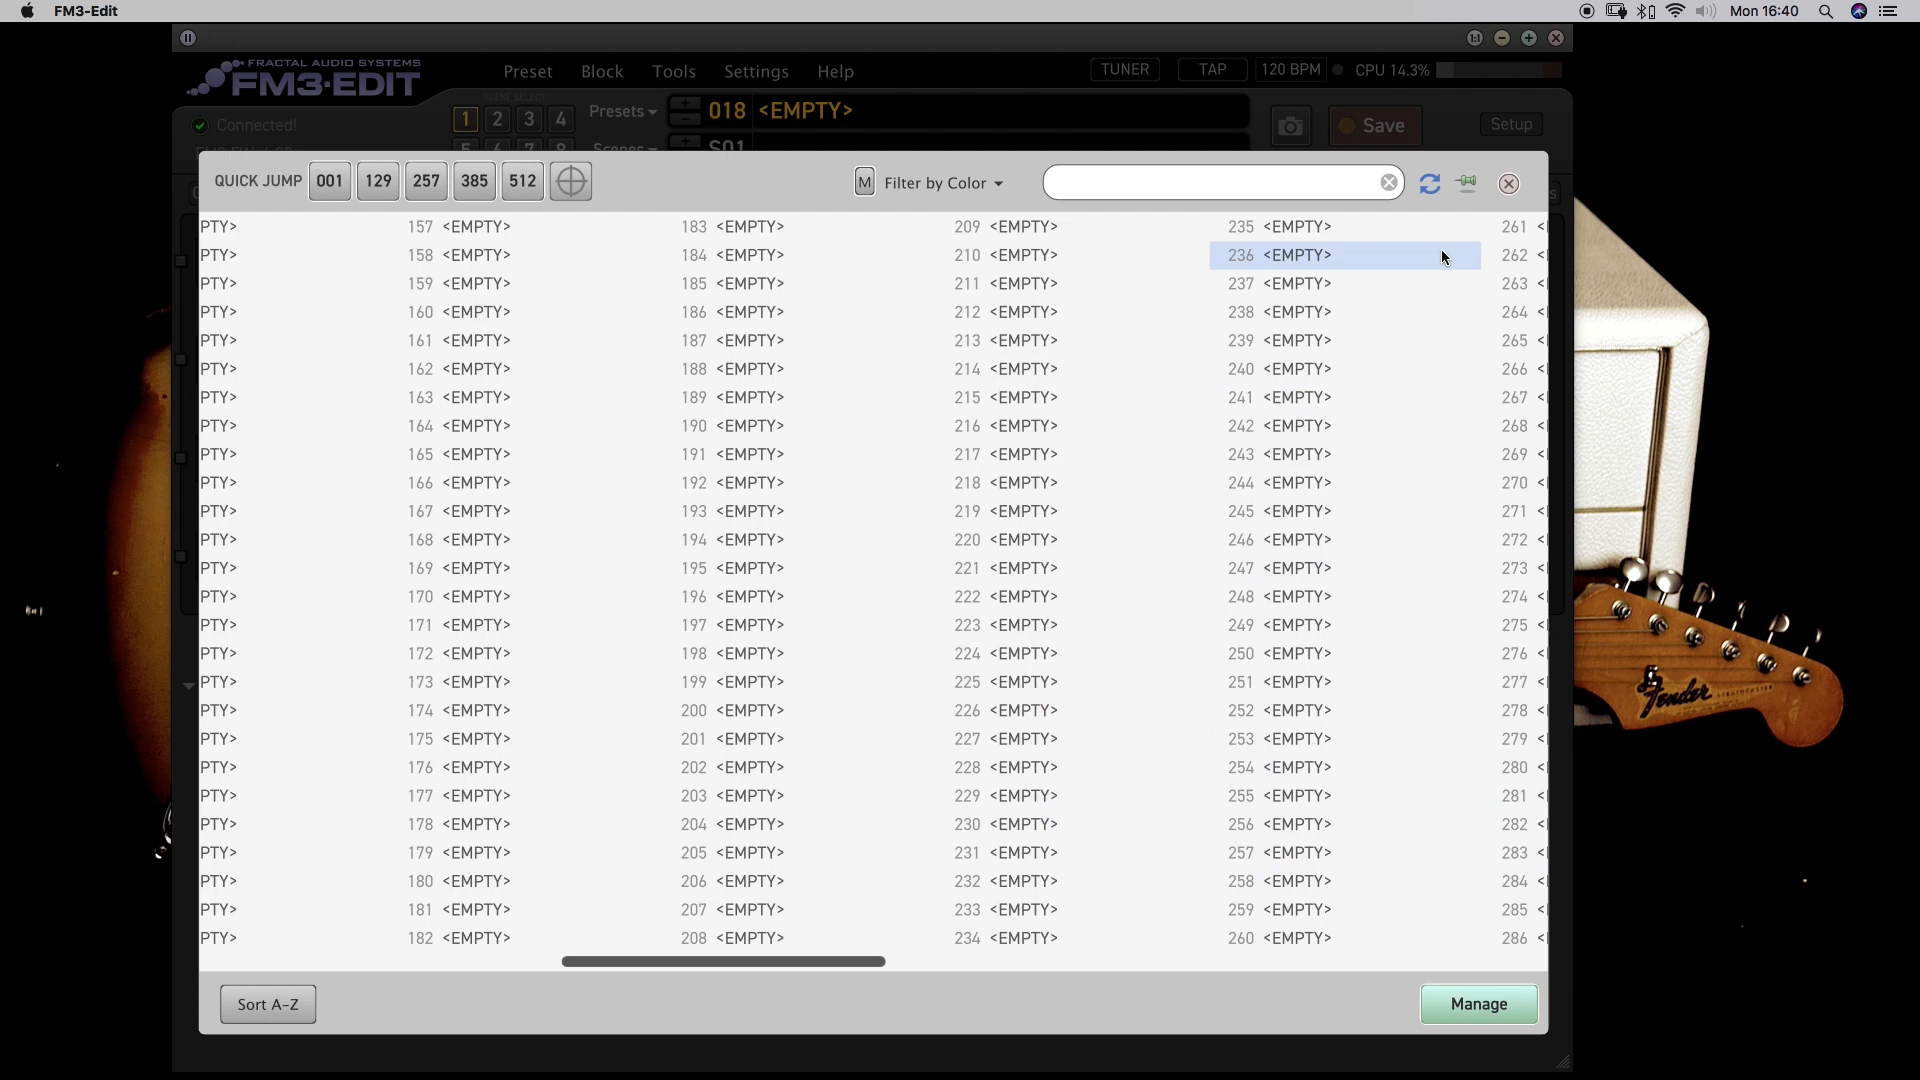 FM3-Edit
Mon 16:40
FRACTAL AUDIO SYSTEMS
FM3-EDIT
Preset Block Tools Settings Help
TUNER TAP 120 BPM CPU 14.3%
Connected!
SCENE SELECT
1 2 3 4
Presets
018 <EMPTY>
Save
Setup
Scenes
S01
QUICK JUMP 001 129 257 385 512
M Filter by Color
PTY> 157 <EMPTY> 183 <EMPTY> 209 <EMPTY> 235 <EMPTY> 261 <
PTY> 158 <EMPTY> 184 <EMPTY> 210 <EMPTY> 236 <EMPTY> 262 <
PTY> 159 <EMPTY> 185 <EMPTY> 211 <EMPTY> 237 <EMPTY> 263 <
PTY> 160 <EMPTY> 186 <EMPTY> 212 <EMPTY> 238 <EMPTY> 264 <
PTY> 161 <EMPTY> 187 <EMPTY> 213 <EMPTY> 239 <EMPTY> 265 <
PTY> 162 <EMPTY> 188 <EMPTY> 214 <EMPTY> 240 <EMPTY> 266 <
PTY> 163 <EMPTY> 189 <EMPTY> 215 <EMPTY> 241 <EMPTY> 267 <
PTY> 164 <EMPTY> 190 <EMPTY> 216 <EMPTY> 242 <EMPTY> 268 <
PTY> 165 <EMPTY> 191 <EMPTY> 217 <EMPTY> 243 <EMPTY> 269 <
PTY> 166 <EMPTY> 192 <EMPTY> 218 <EMPTY> 244 <EMPTY> 270 <
PTY> 167 <EMPTY> 193 <EMPTY> 219 <EMPTY> 245 <EMPTY> 271 <
PTY> 168 <EMPTY> 194 <EMPTY> 220 <EMPTY> 246 <EMPTY> 272 <
PTY> 169 <EMPTY> 195 <EMPTY> 221 <EMPTY> 247 <EMPTY> 273 <
PTY> 170 <EMPTY> 196 <EMPTY> 222 <EMPTY> 248 <EMPTY> 274 <
PTY> 171 <EMPTY> 197 <EMPTY> 223 <EMPTY> 249 <EMPTY> 275 <
PTY> 172 <EMPTY> 198 <EMPTY> 224 <EMPTY> 250 <EMPTY> 276 <
PTY> 173 <EMPTY> 199 <EMPTY> 225 <EMPTY> 251 <EMPTY> 277 <
PTY> 174 <EMPTY> 200 <EMPTY> 226 <EMPTY> 252 <EMPTY> 278 <
PTY> 175 <EMPTY> 201 <EMPTY> 227 <EMPTY> 253 <EMPTY> 279 <
PTY> 176 <EMPTY> 202 <EMPTY> 228 <EMPTY> 254 <EMPTY> 280 <
PTY> 177 <EMPTY> 203 <EMPTY> 229 <EMPTY> 255 <EMPTY> 281 <
PTY> 178 <EMPTY> 204 <EMPTY> 230 <EMPTY> 256 <EMPTY> 282 <
PTY> 179 <EMPTY> 205 <EMPTY> 231 <EMPTY> 257 <EMPTY> 283 <
PTY> 180 <EMPTY> 206 <EMPTY> 232 <EMPTY> 258 <EMPTY> 284 <
PTY> 181 <EMPTY> 207 <EMPTY> 233 <EMPTY> 259 <EMPTY> 285 <
PTY> 182 <EMPTY> 208 <EMPTY> 234 <EMPTY> 260 <EMPTY> 286 <
Sort A-Z
Manage
Fender STRATOCASTER